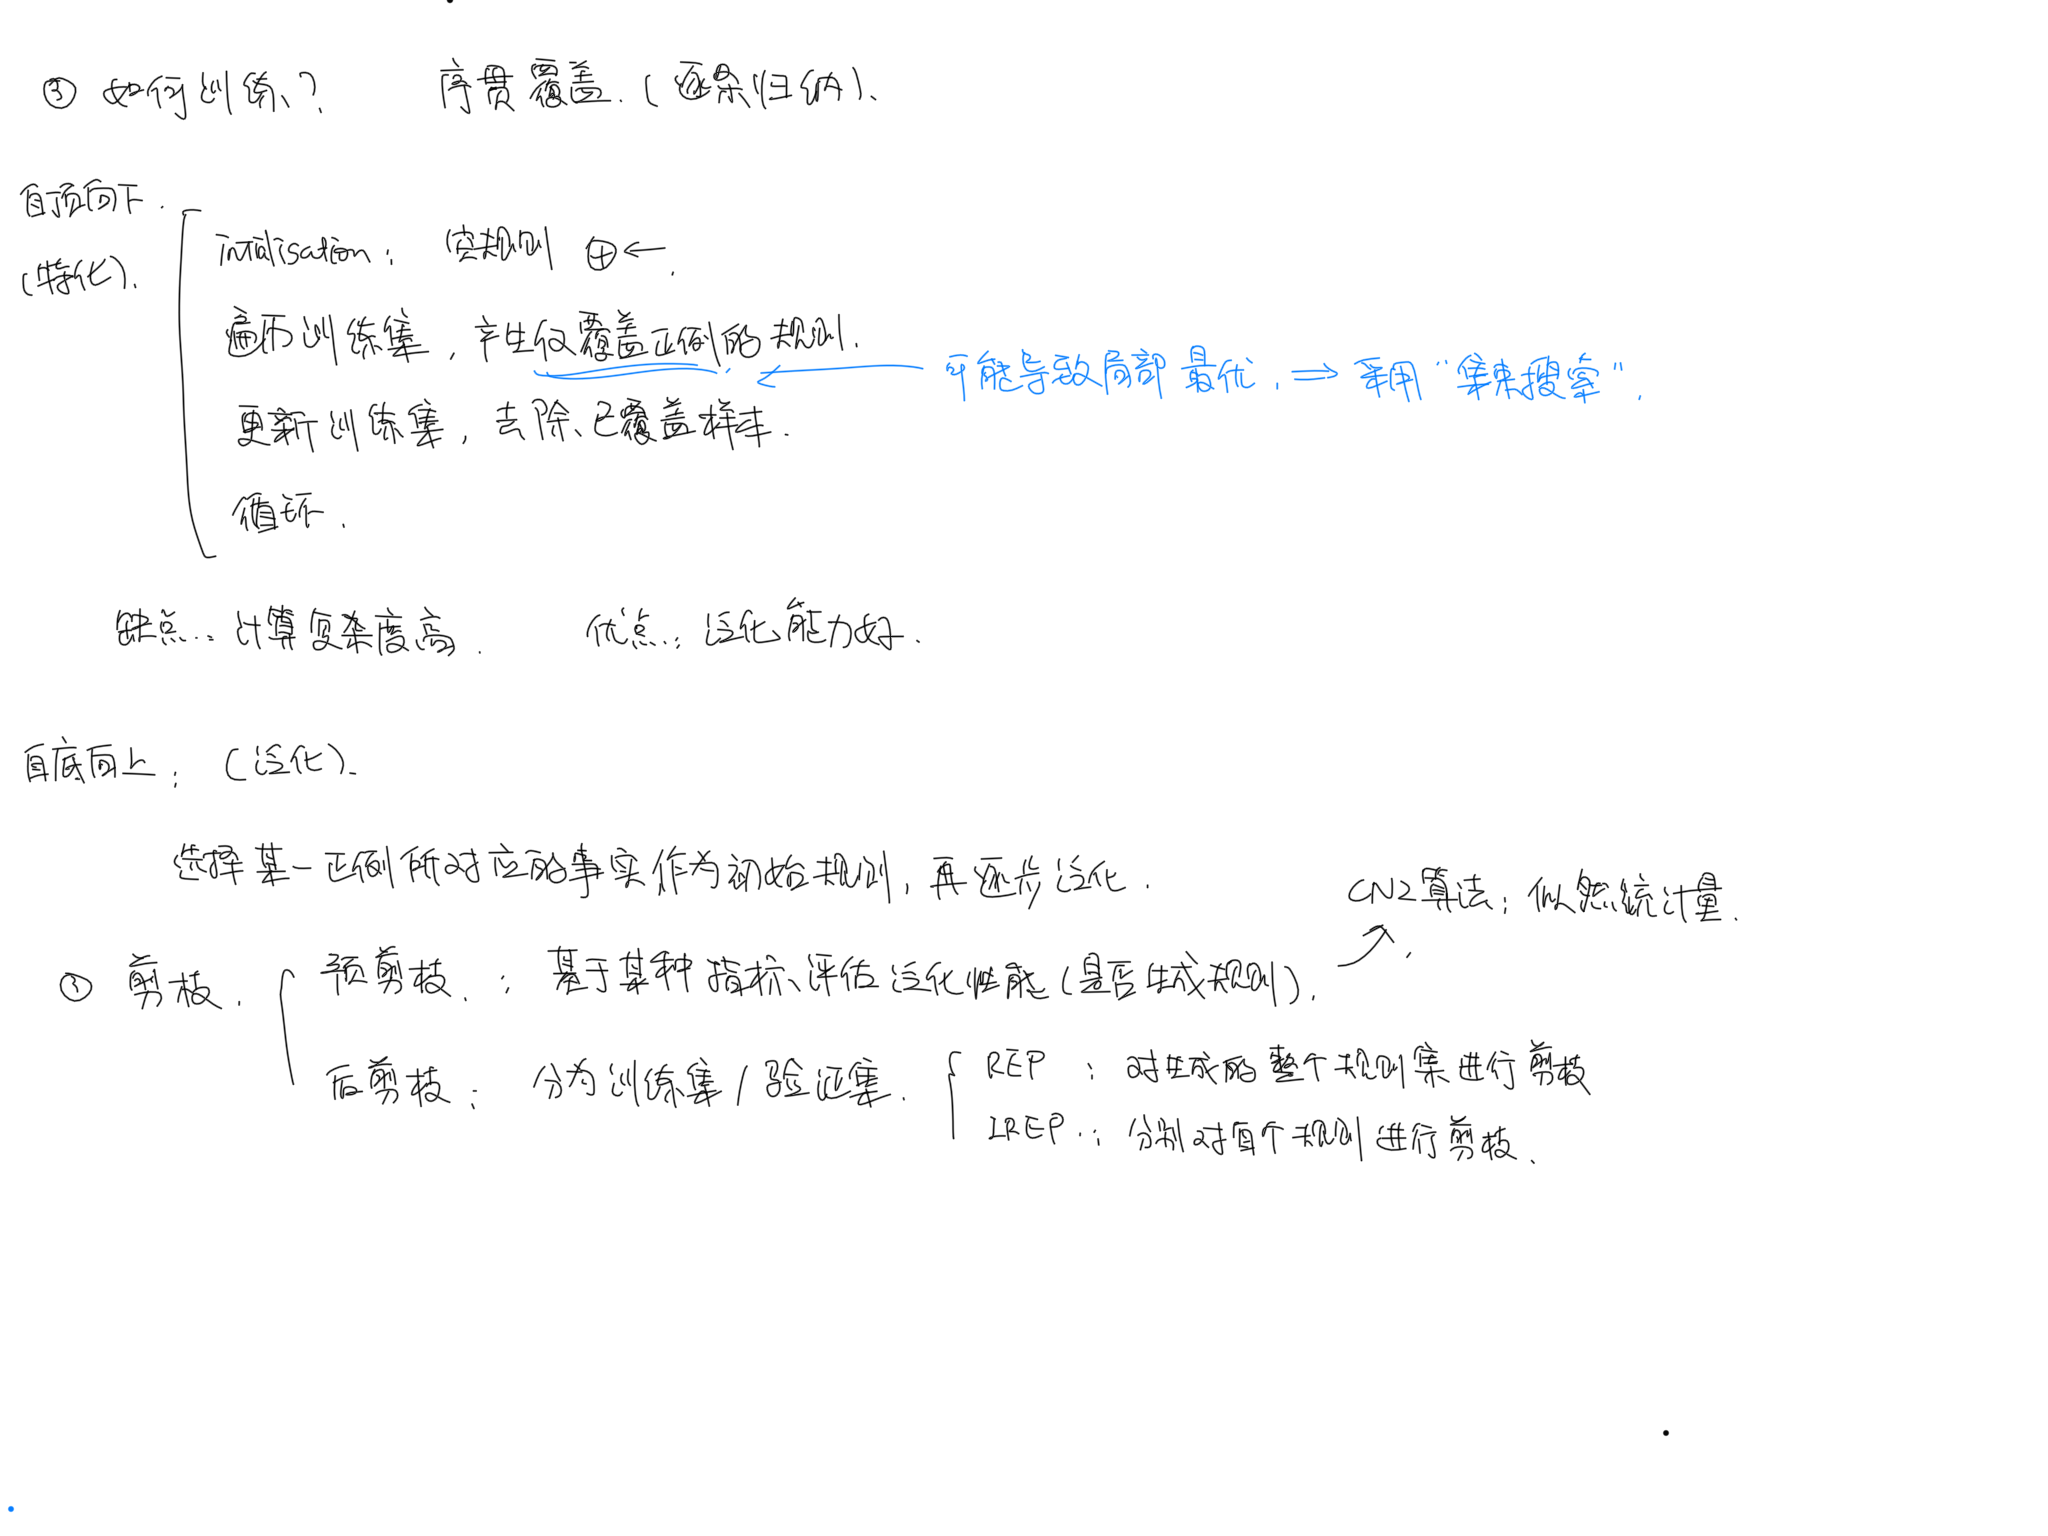 ③ 如何训练? 序贯覆盖.(逐条归纳).
自顶向下.
(特化).
intialisation: 空规则 ⊕←.
遍历训练集, 产生仅覆盖正例的规则.
可能导致局部最优. ⇒ 采用“集束搜索”.
更新训练集, 去除已覆盖样本.
循环.
缺点: 计算复杂度高. 优点: 泛化能力好.
自底向上: (泛化).
选择某一正例所对应的事实作为初始规则, 再逐步泛化.
CN2算法: 似然统计量.
剪枝.
预剪枝.: 基于某种指标评估泛化性能(是否生成规则).
后剪枝: 分为训练集/验证集.
REP : 对生成的整个规则集进行剪枝
IREP.: 分别对每个规则进行剪枝.